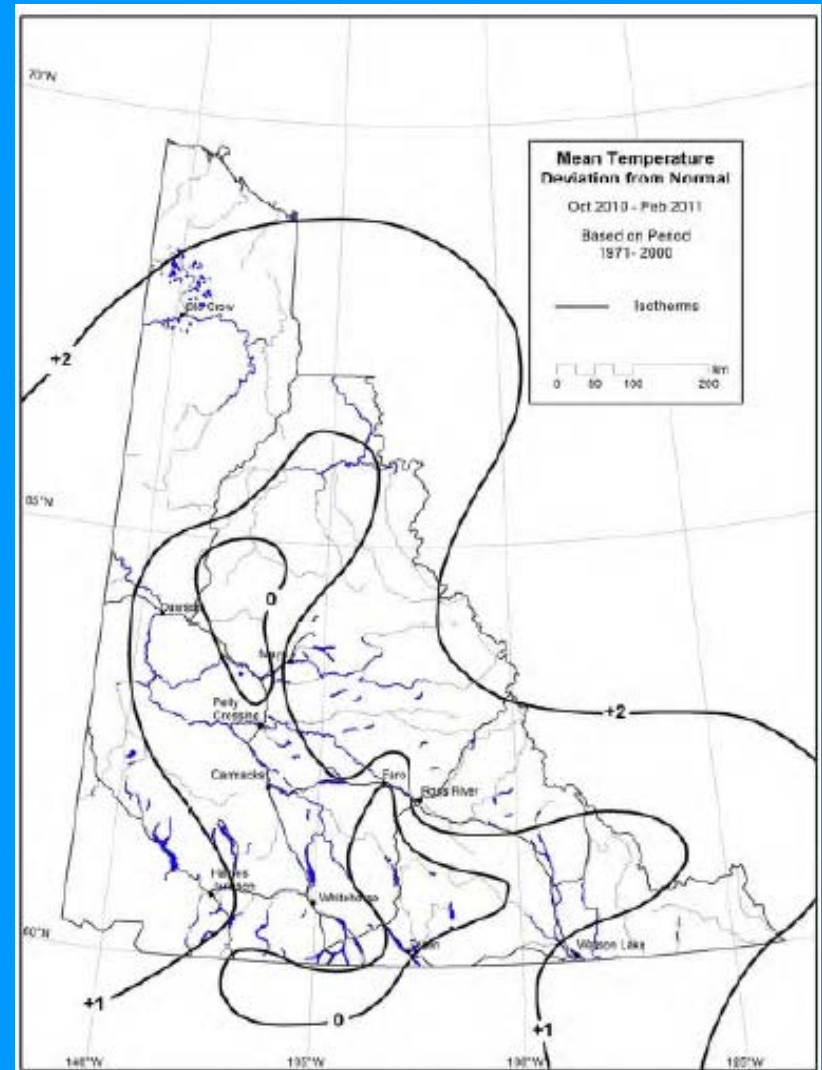 70°N
Mean Temperature
Deviation from Normal
Oct 2010 - Feb 2011
Based on Period
1971- 2000
Isotherms
km
0 50 100 200
Old Crow
+2
65°N
0
Dawson
Mayo
Pelly
Crossing
+2
Carmacks
Faro
Ross River
Haines
Junction
Whitehorse
60°N
Teslin
Watson Lake
+1
0
+1
140°W
135°W
130°W
125°W